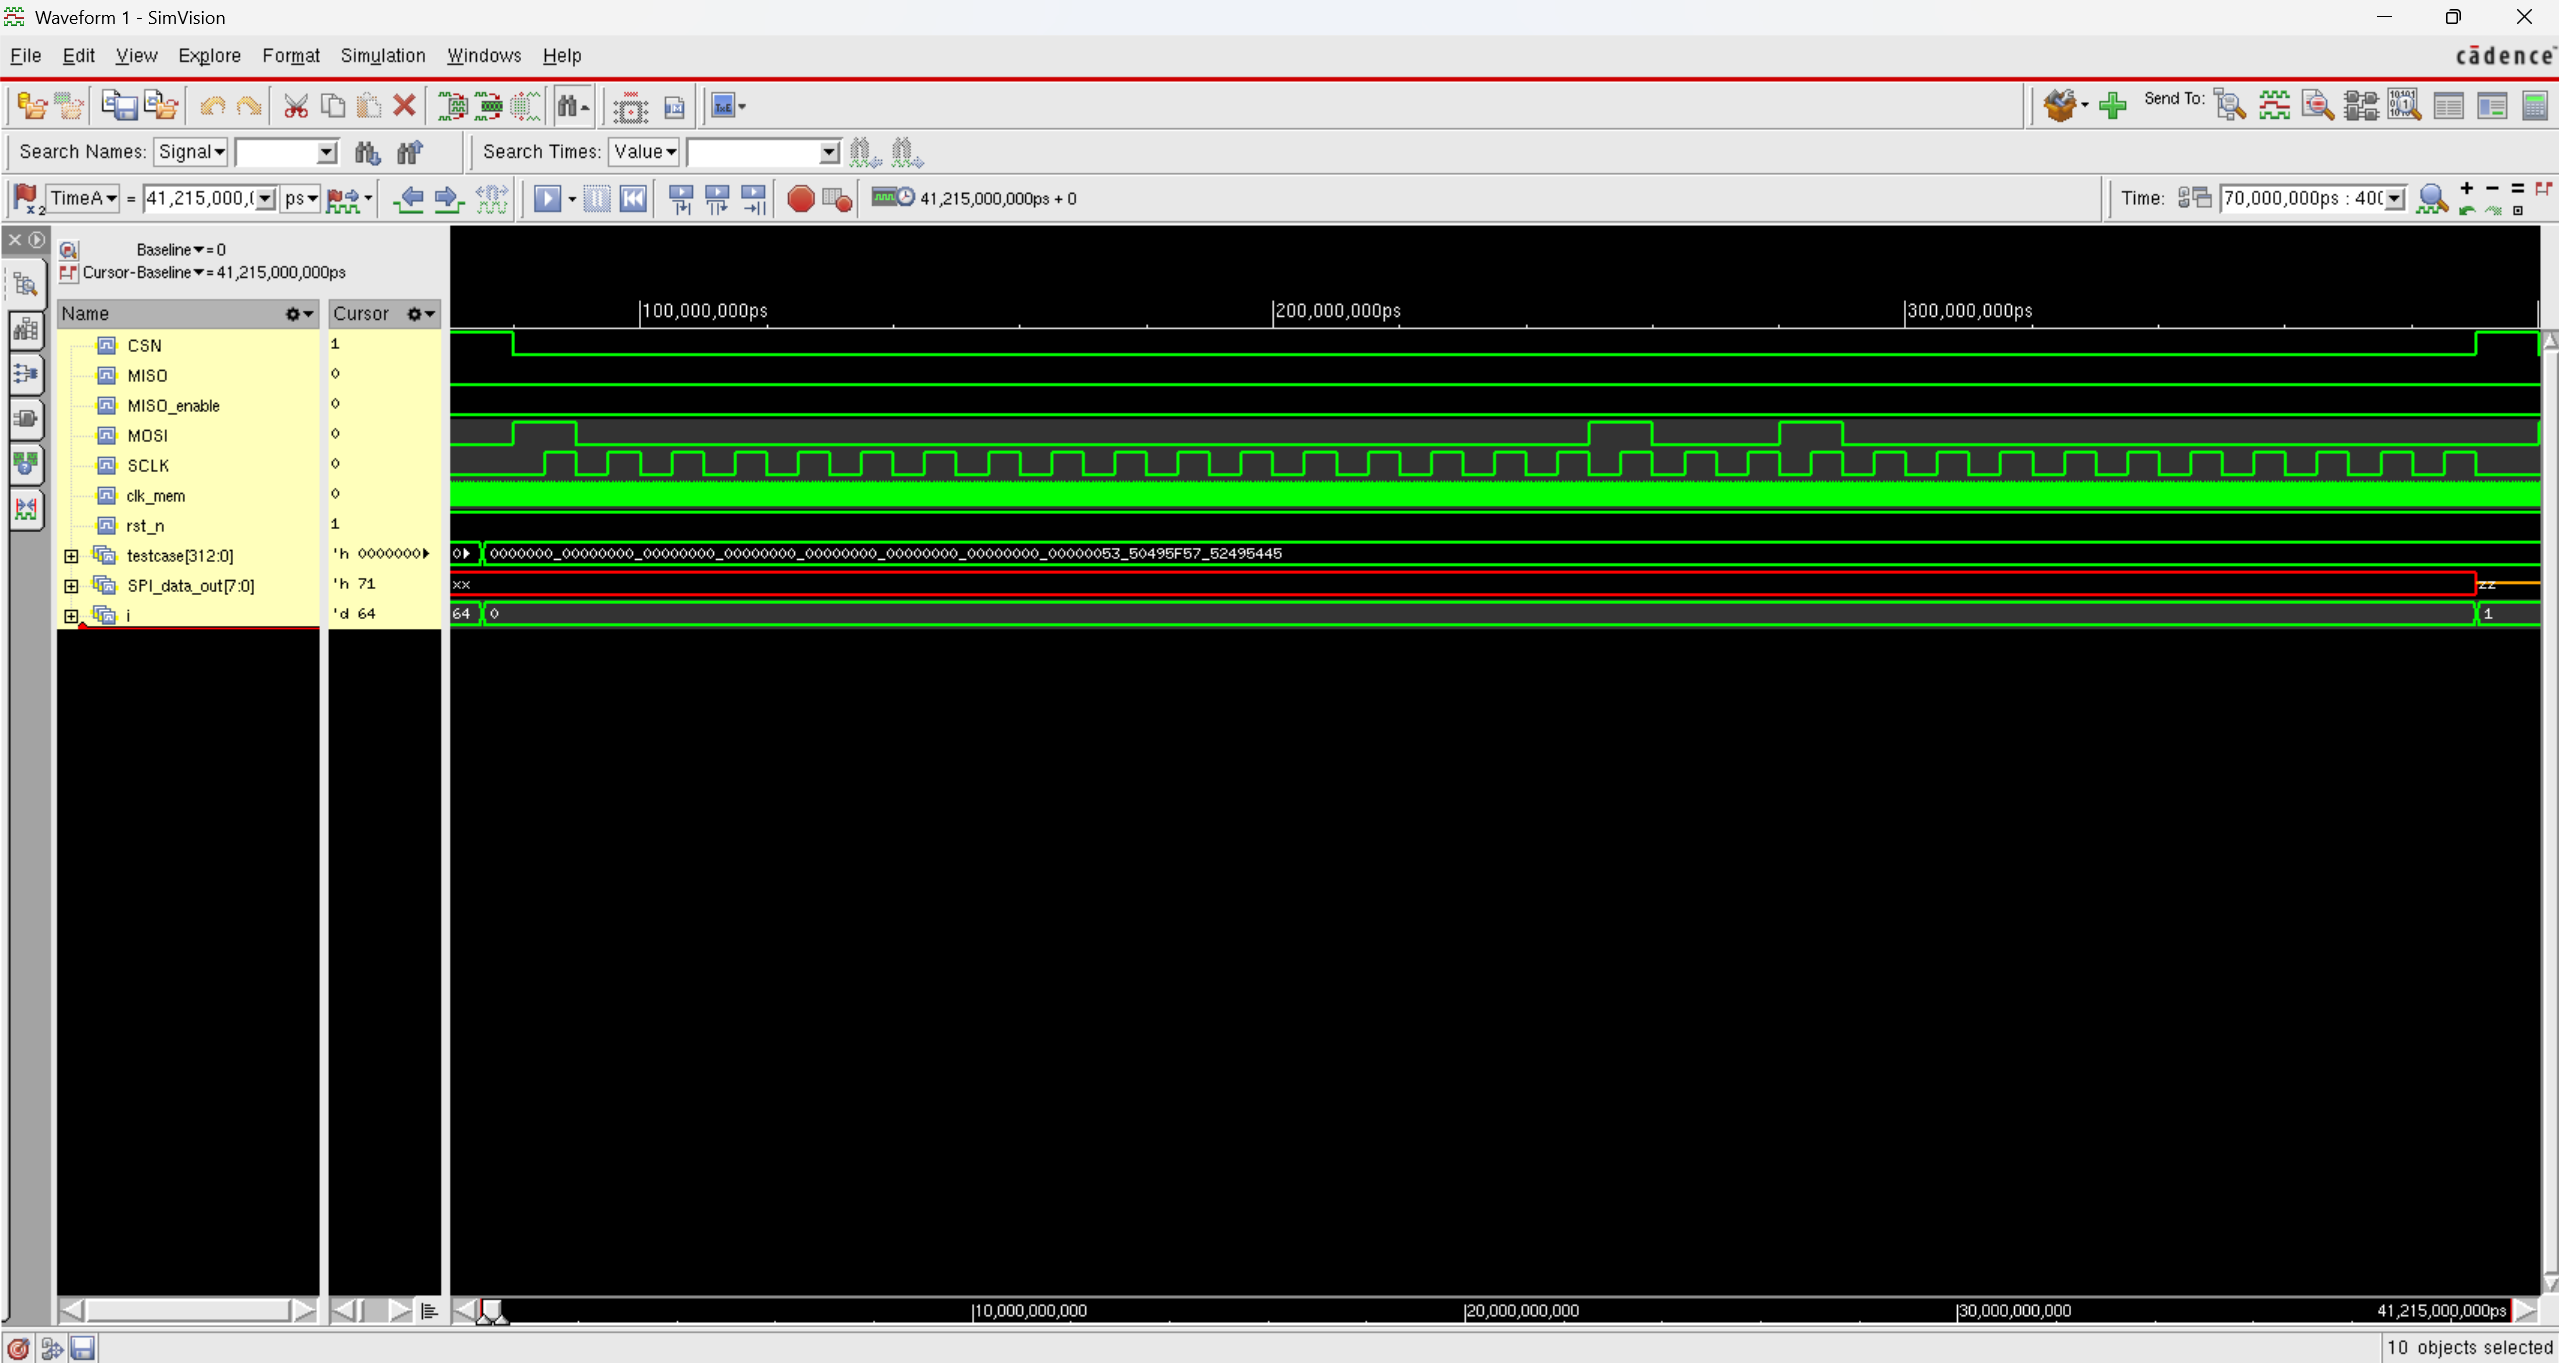 Waveform 1 - SimVision
File Edit View Explore Format Simulation Windows Help
cādence
Send To:
Search Names: Signal
Search Times: Value
x2 TimeA = 41,215,000,( ps
41,215,000,000ps + 0
Time: 70,000,000ps : 400
Baseline = 0
Cursor-Baseline = 41,215,000,000ps
Name Cursor
100,000,000ps 200,000,000ps 300,000,000ps
CSN 1
MISO 0
MISO_enable 0
MOSI 0
SCLK 0
clk_mem 0
rst_n 1
testcase[312:0] 'h 0000000 0 0000000_00000000_00000000_00000000_00000000_00000000_00000000_00000053_50495F57_52495445
SPI_data_out[7:0] 'h 71 xx zz
i 'd 64 64 0 1
10,000,000,000 20,000,000,000 30,000,000,000 41,215,000,000ps
10 objects selected